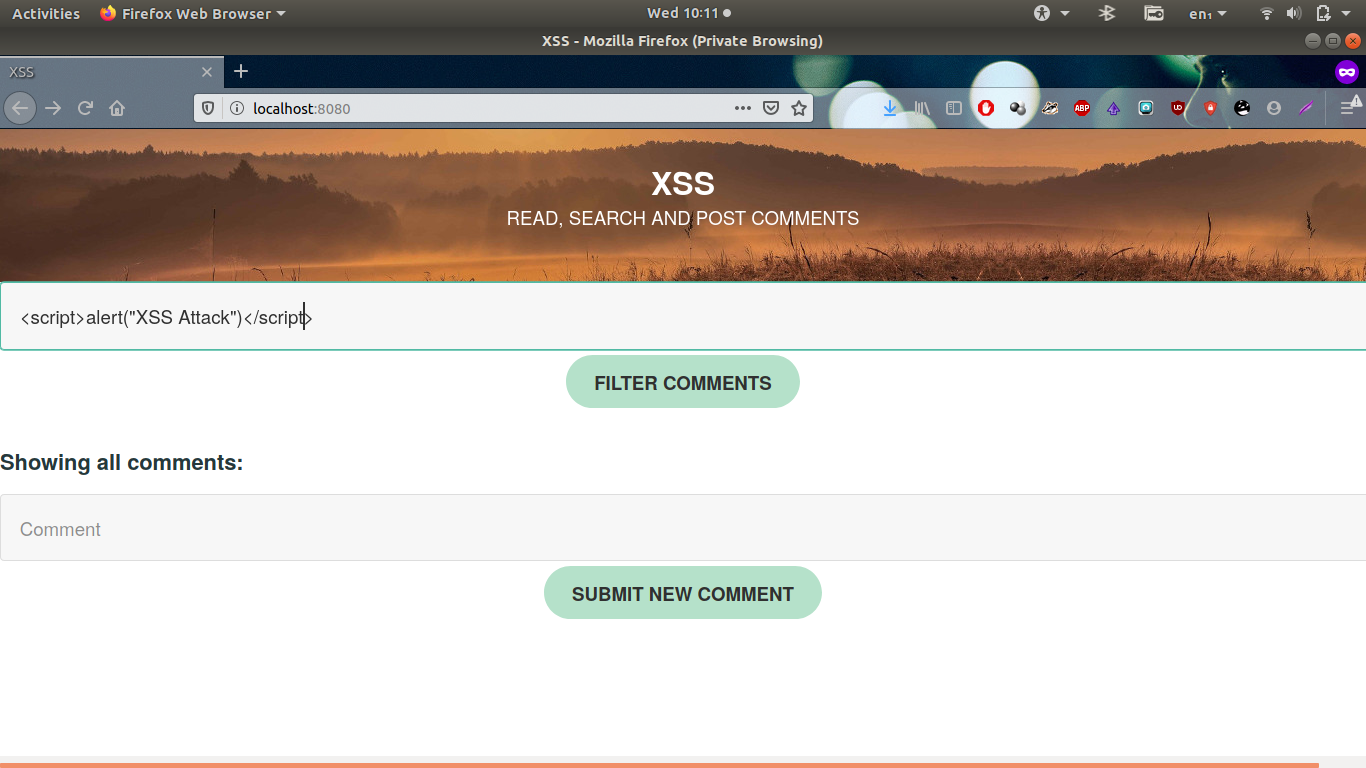 Activities Firefox Web Browser Wed 10:11 en₁
XSS - Mozilla Firefox (Private Browsing)
XSS
localhost:8080
ABP
XSS
READ, SEARCH AND POST COMMENTS
<script>alert("XSS Attack")</script>
FILTER COMMENTS
Showing all comments:
Comment
SUBMIT NEW COMMENT